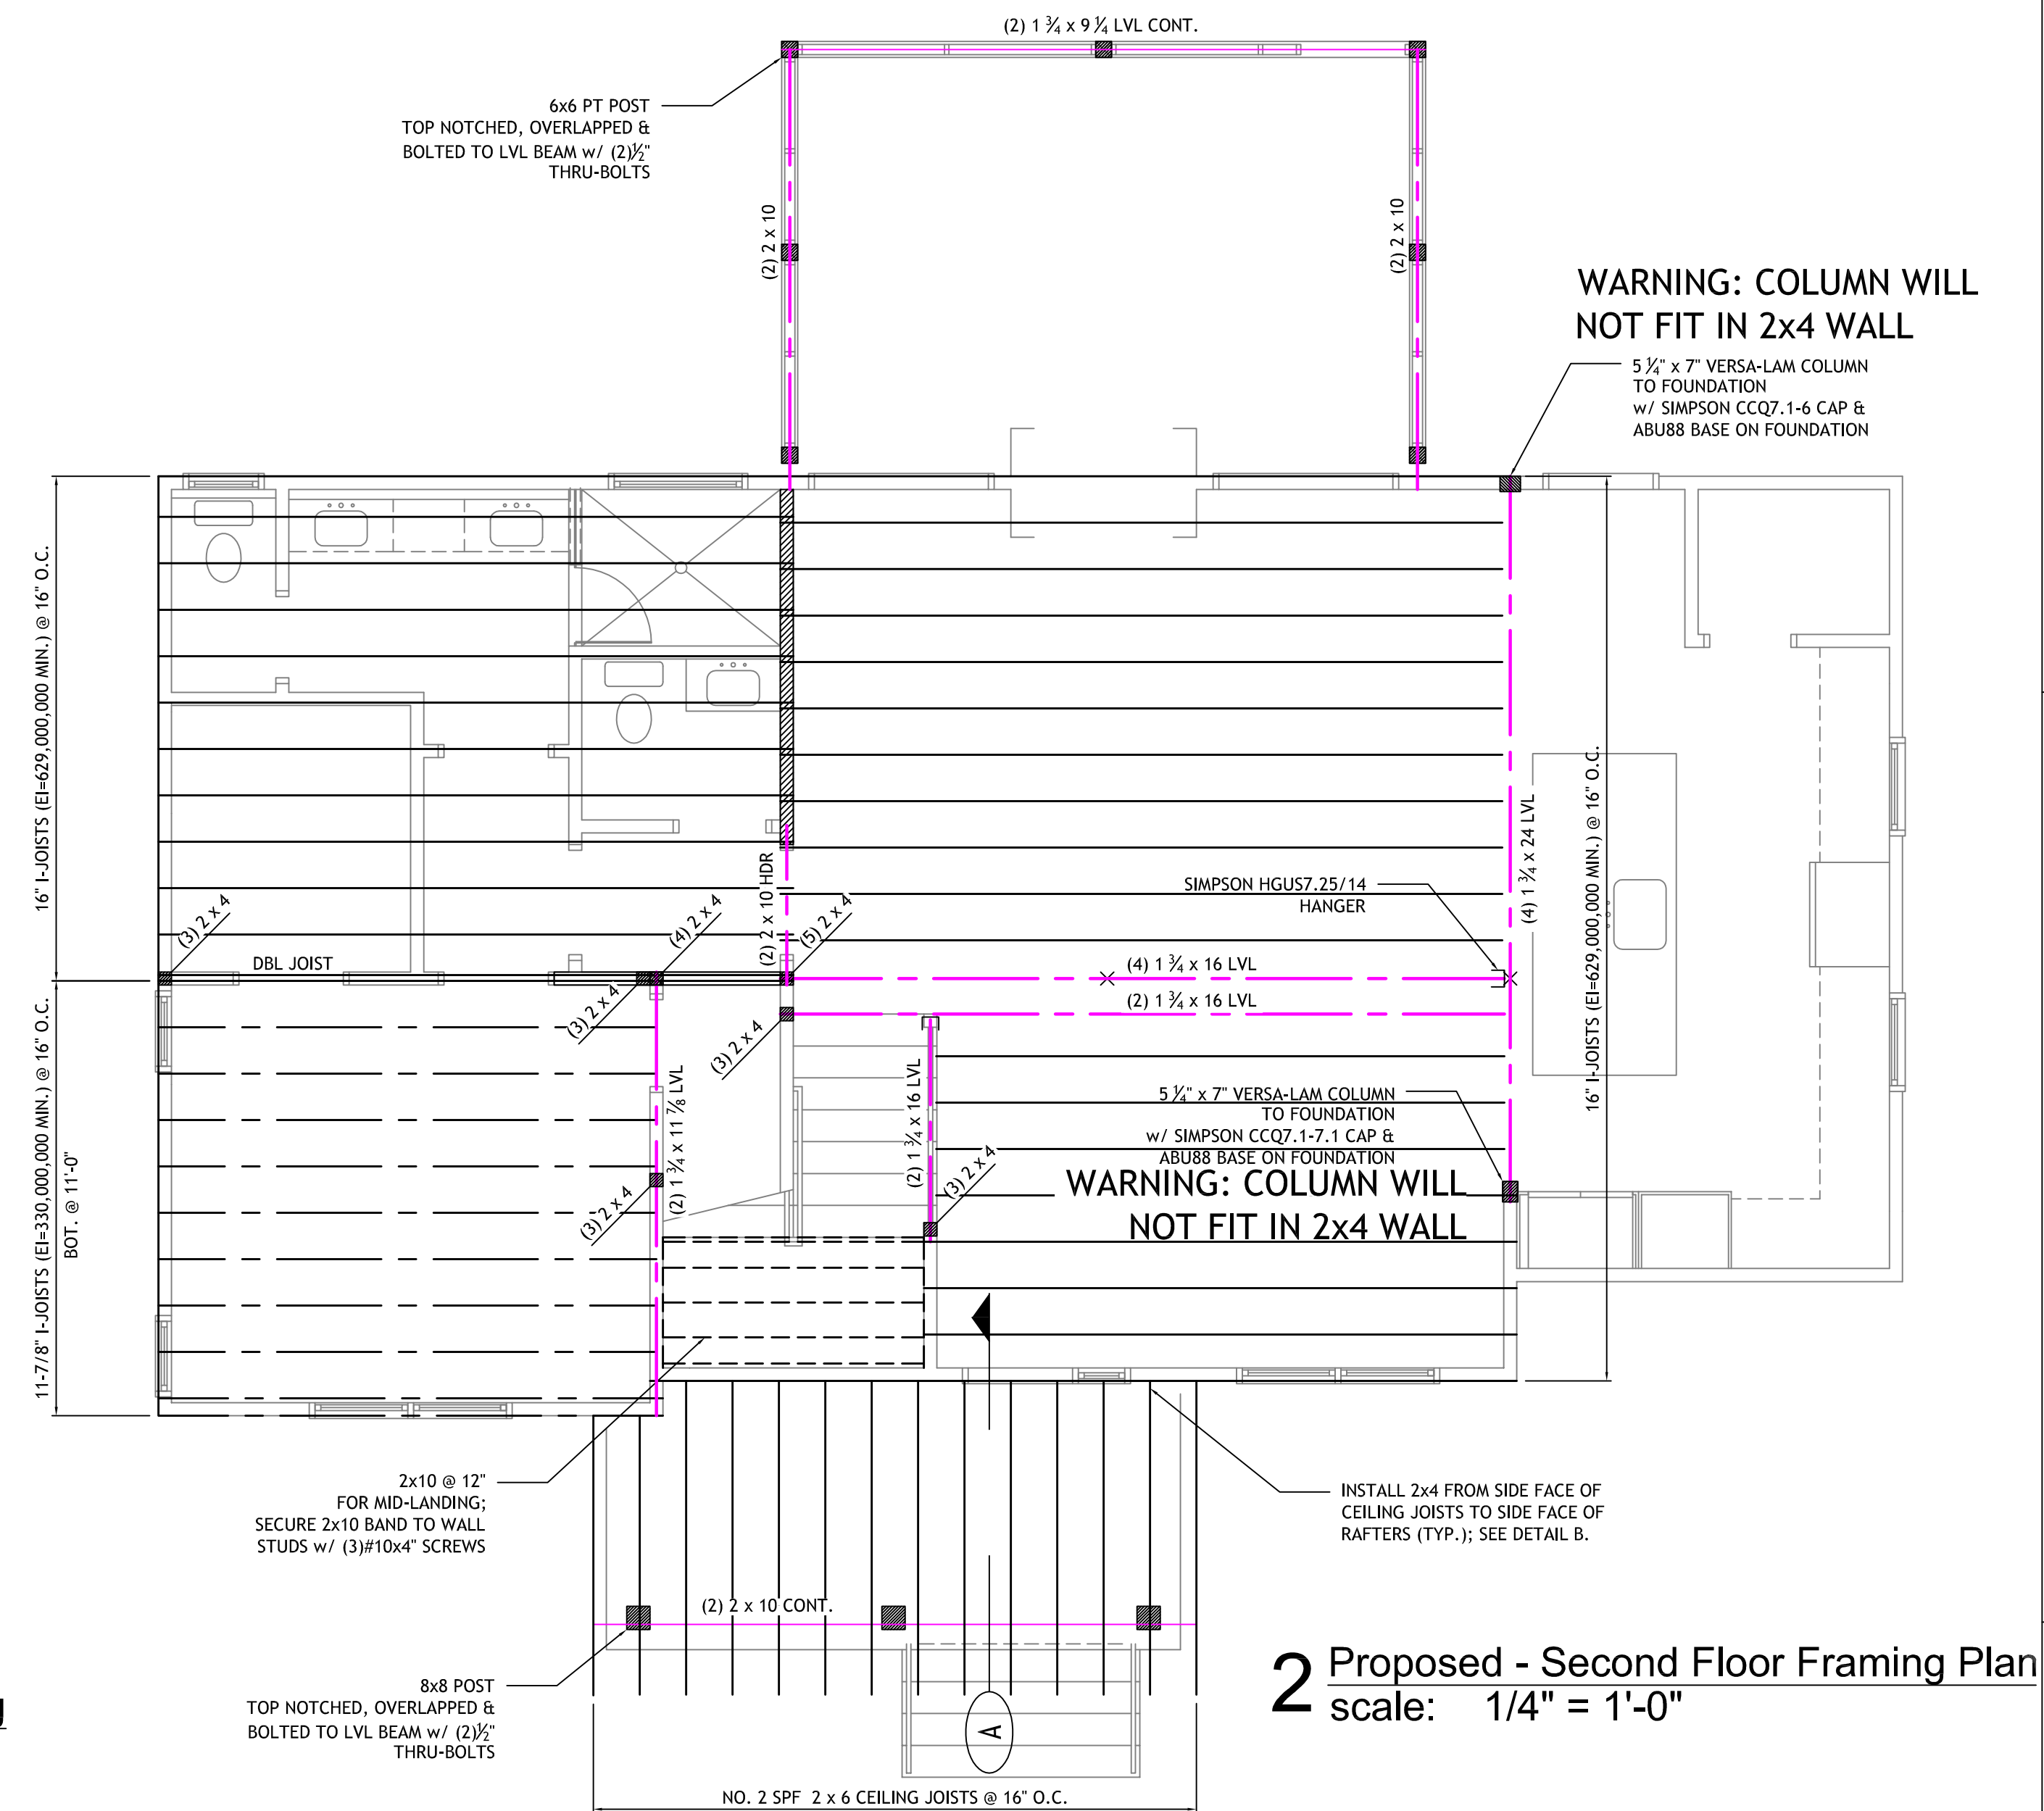 (2) 1 ¾ x 9 ¼ LVL CONT.
6x6 PT POST
TOP NOTCHED, OVERLAPPED &
BOLTED TO LVL BEAM w/ (2)½"
THRU-BOLTS
(2) 2 x 10
(2) 2 x 10
WARNING: COLUMN WILL
NOT FIT IN 2x4 WALL
5 ¼" x 7" VERSA-LAM COLUMN
TO FOUNDATION
w/ SIMPSON CCQ7.1-6 CAP &
ABU88 BASE ON FOUNDATION
16" I-JOISTS (EI=629,000,000 MIN.) @ 16" O.C.
(2) 2 x 10 HDR
(4) 1 ¾ x 24 LVL
16" I-JOISTS (EI=629,000,000 MIN.) @ 16" O.C.
SIMPSON HGUS7.25/14
HANGER
(3) 2 x 4
(4) 2 x 4
(5) 2 x 4
DBL JOIST
(4) 1 ¾ x 16 LVL
(2) 1 ¾ x 16 LVL
(3) 2 x 4
(3) 2 x 4
11-7/8" I-JOISTS (EI=330,000,000 MIN.) @ 16" O.C.
BOT. @ 11'-0"
(2) 1 ¾ x 11 ⅞ LVL
(2) 1 ¾ x 16 LVL
5 ¼" x 7" VERSA-LAM COLUMN
TO FOUNDATION
w/ SIMPSON CCQ7.1-7.1 CAP &
ABU88 BASE ON FOUNDATION
WARNING: COLUMN WILL
NOT FIT IN 2x4 WALL
(3) 2 x 4
(3) 2 x 4
2x10 @ 12"
FOR MID-LANDING;
SECURE 2x10 BAND TO WALL
STUDS w/ (3)#10x4" SCREWS
INSTALL 2x4 FROM SIDE FACE OF
CEILING JOISTS TO SIDE FACE OF
RAFTERS (TYP.); SEE DETAIL B.
(2) 2 x 10 CONT.
8x8 POST
TOP NOTCHED, OVERLAPPED &
BOLTED TO LVL BEAM w/ (2)½"
THRU-BOLTS
A
NO. 2 SPF 2 x 6 CEILING JOISTS @ 16" O.C.
2 Proposed - Second Floor Framing Plan
scale: 1/4" = 1'-0"